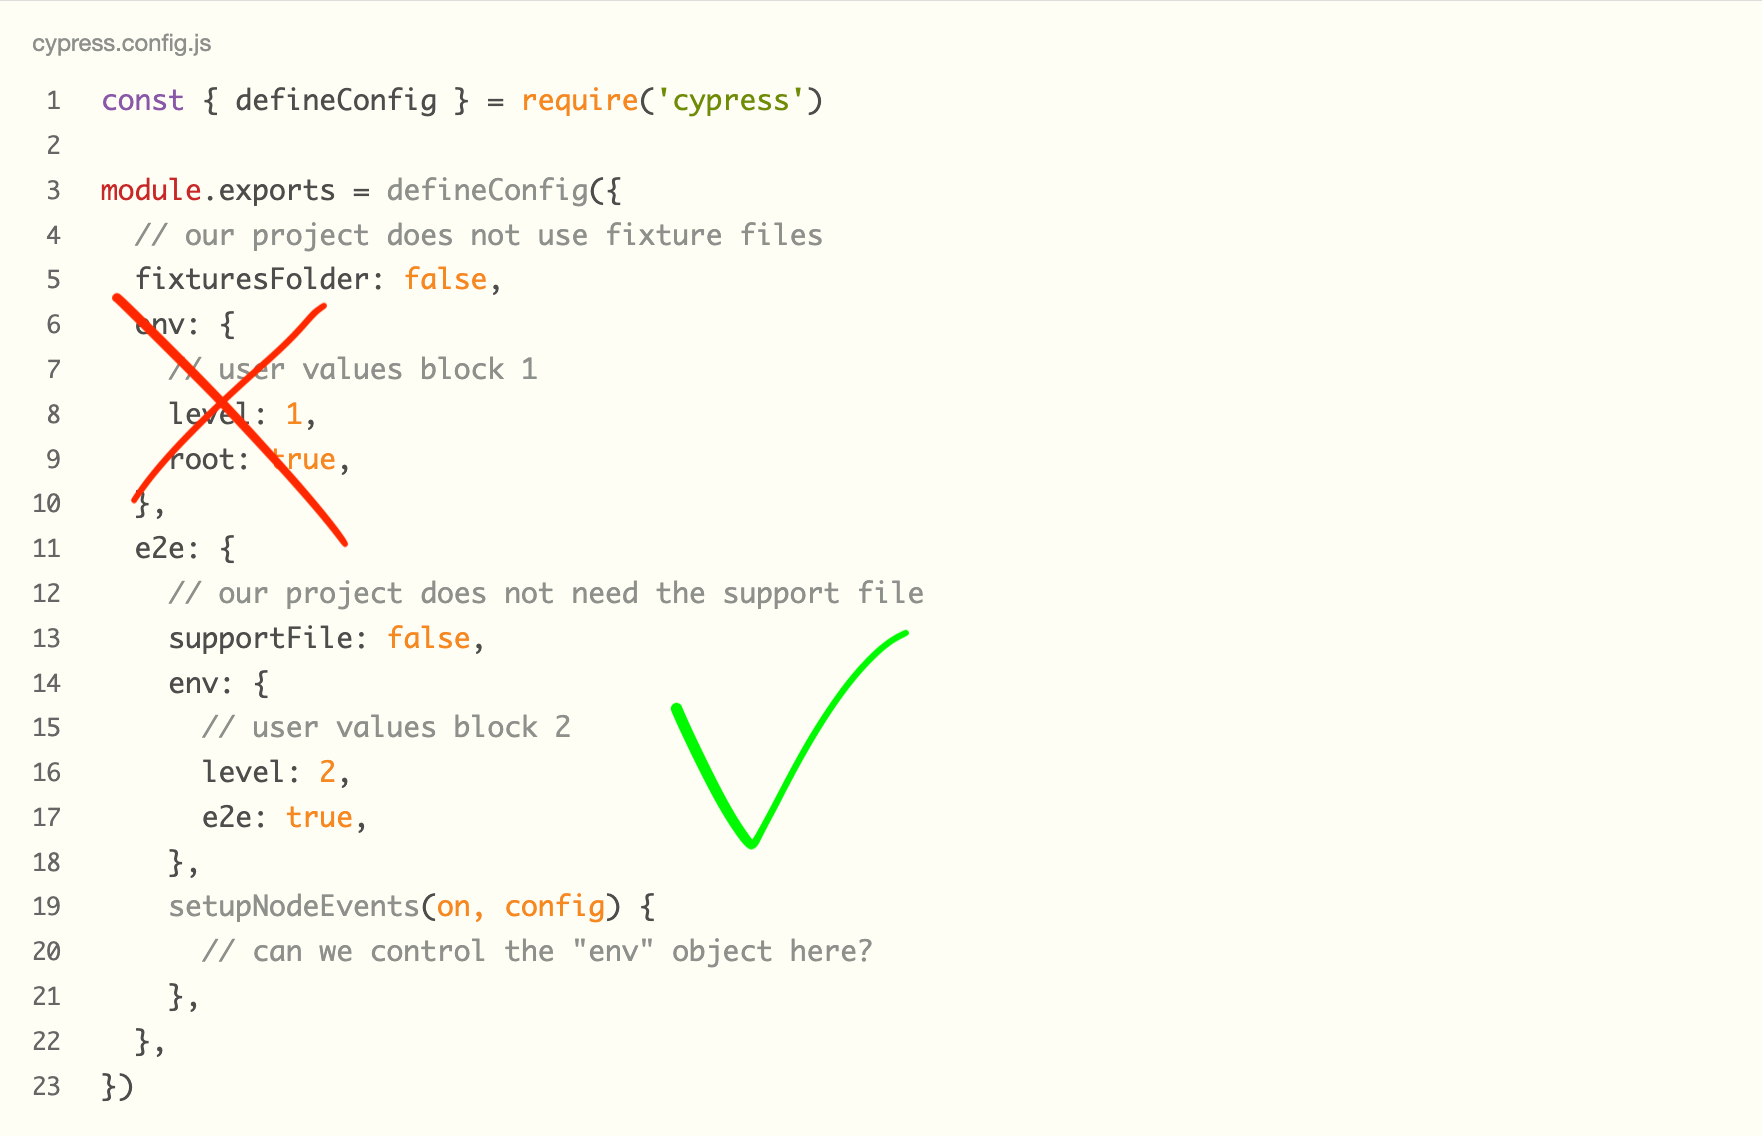 cypress.config.js
1 const { defineConfig } = require('cypress')
2
3 module.exports = defineConfig({
4   // our project does not use fixture files
5   fixturesFolder: false,
6   env: {
7     // user values block 1
8     level: 1,
9     root: true,
10   },
11   e2e: {
12     // our project does not need the support file
13     supportFile: false,
14     env: {
15       // user values block 2
16       level: 2,
17       e2e: true,
18     },
19     setupNodeEvents(on, config) {
20       // can we control the "env" object here?
21     },
22   },
23 })